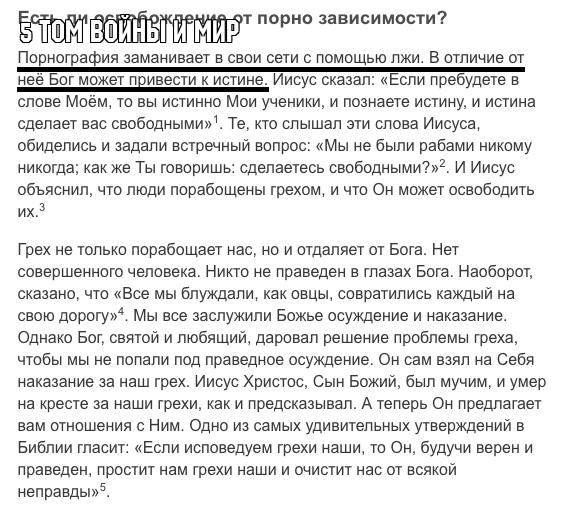 Есть ли освобождение от порно зависимости?
5 ТОМ ВОЙНЫ И МИР
Порнография заманивает в свои сети с помощью лжи. В отличие от
неё Бог может привести к истине. Иисус сказал: «Если пребудете в
слове Моём, то вы истинно Мои ученики, и познаете истину, и истина
сделает вас свободными»¹. Те, кто слышал эти слова Иисуса,
обиделись и задали встречный вопрос: «Мы не были рабами никому
никогда; как же Ты говоришь: сделаетесь свободными?»². И Иисус
объяснил, что люди порабощены грехом, и что Он может освободить
их.³
Грех не только порабощает нас, но и отдаляет от Бога. Нет
совершенного человека. Никто не праведен в глазах Бога. Наоборот,
сказано, что «Все мы блуждали, как овцы, совратились каждый на
свою дорогу»⁴. Мы все заслужили Божье осуждение и наказание.
Однако Бог, святой и любящий, даровал решение проблемы греха,
чтобы мы не попали под праведное осуждение. Он сам взял на Себя
наказание за наш грех. Иисус Христос, Сын Божий, был мучим, и умер
на кресте за наши грехи, как и предсказывал. А теперь Он предлагает
вам отношения с Ним. Одно из самых удивительных утверждений в
Библии гласит: «Если исповедуем грехи наши, то Он, будучи верен и
праведен, простит нам грехи наши и очистит нас от всякой
неправды»⁵.